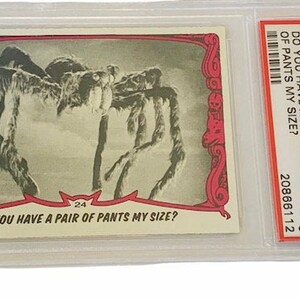 24
OU HAVE A PAIR OF PANTS MY SIZE?
DO YOU HAVE
OF PANTS MY SIZE?
20866112